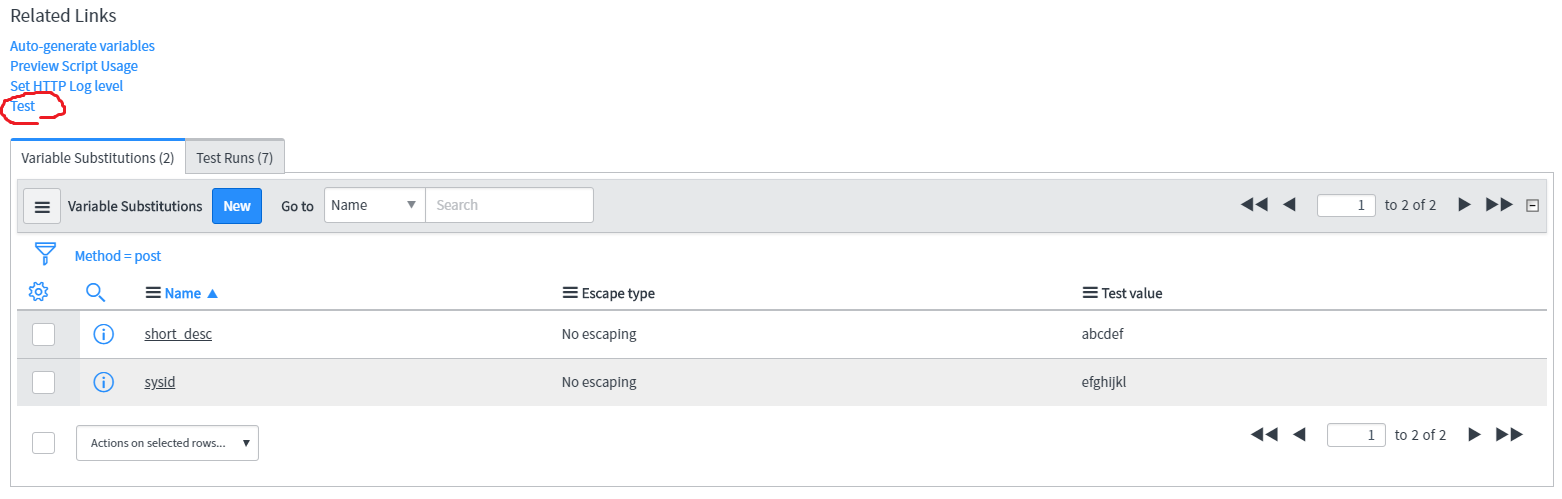 Related Links
Auto-generate variables
Preview Script Usage
Set HTTP Log level
Test
Variable Substitutions (2) Test Runs (7)
Variable Substitutions New Go to Name Search 1 to 2 of 2
Method = post
Name Escape type Test value
short_desc No escaping abcdef
sysid No escaping efghijkl
Actions on selected rows... 1 to 2 of 2